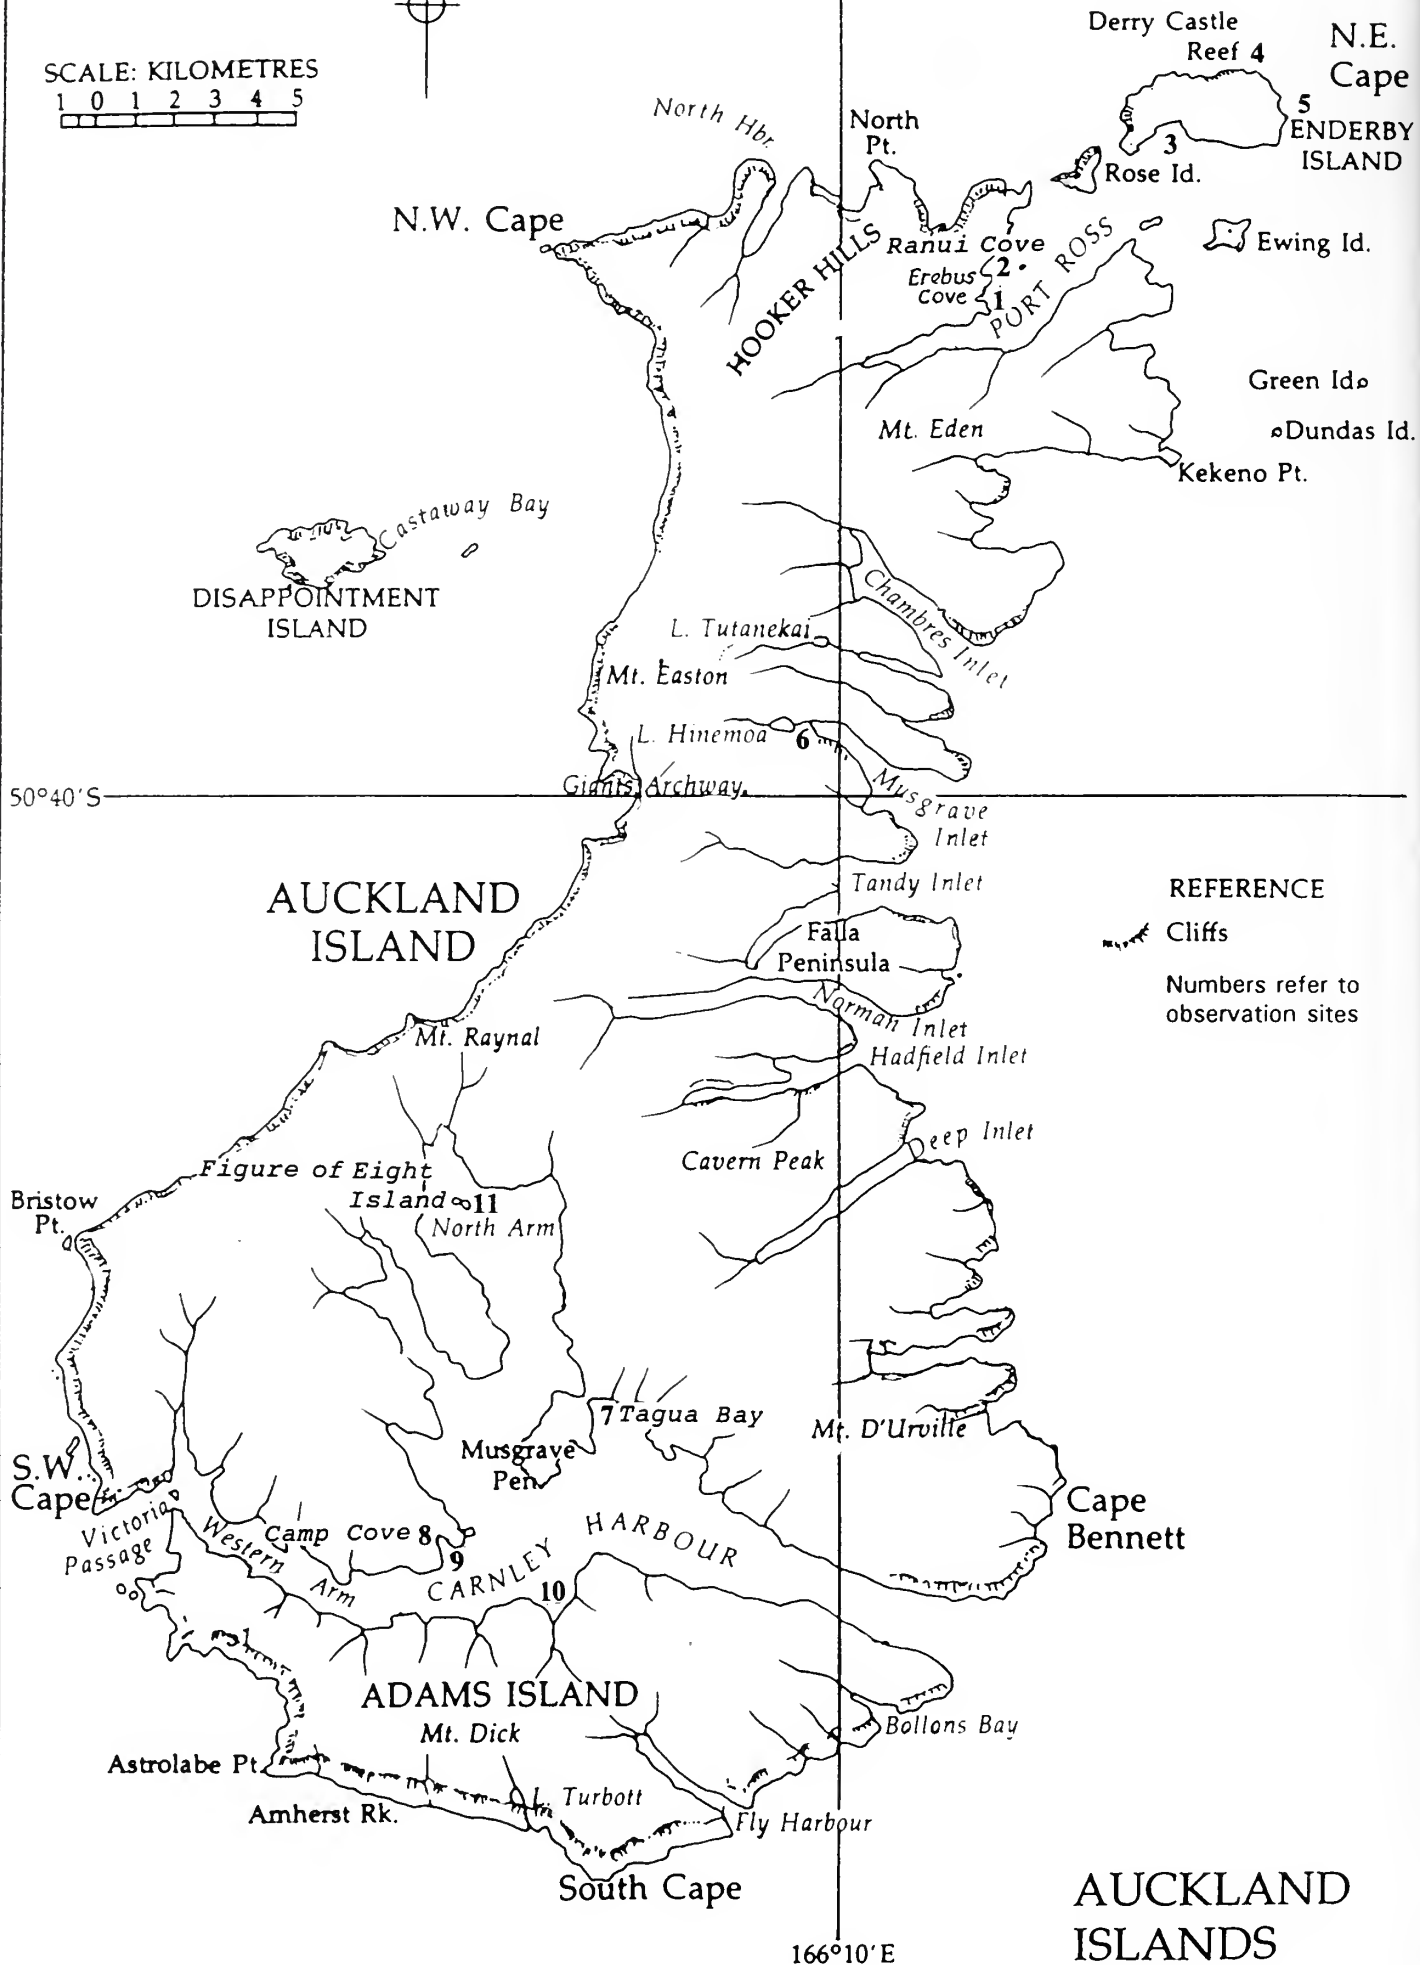 Derry Castle
Reef 4
N.E.
Cape
SCALE: KILOMETRES
1 0 1 2 3 4 5
North Hbr.
North
Pt.
5
ENDERBY
ISLAND
3
Rose Id.
N.W. Cape
HOOKER HILLS
Ranui Cove
Erebus
Cove
2
1
PORT ROSS
Ewing Id.
Green Id.
Mt. Eden
Dundas Id.
Kekeno Pt.
Castaway Bay
DISAPPOINTMENT
ISLAND
Chambres Inlet
L. Tutanekai
Mt. Easton
L. Hinemoa
6
Giants Archway
Musgrave
Inlet
50°40'S
Tandy Inlet
AUCKLAND
ISLAND
REFERENCE
Cliffs
Numbers refer to
observation sites
Falla
Peninsula
Norman Inlet
Mt. Raynal
Hadfield Inlet
Deep Inlet
Cavern Peak
Figure of Eight
Island 11
North Arm
Bristow
Pt.
7 Tagua Bay
Mt. D'Urville
Musgrave
Pen.
S.W.
Cape
Victoria
Passage
Western Arm
Camp Cove 8
9
CARNLEY HARBOUR
10
Cape
Bennett
ADAMS ISLAND
Mt. Dick
Bollons Bay
Astrolabe Pt.
L. Turbott
Amherst Rk.
Fly Harbour
South Cape
AUCKLAND
ISLANDS
166°10'E